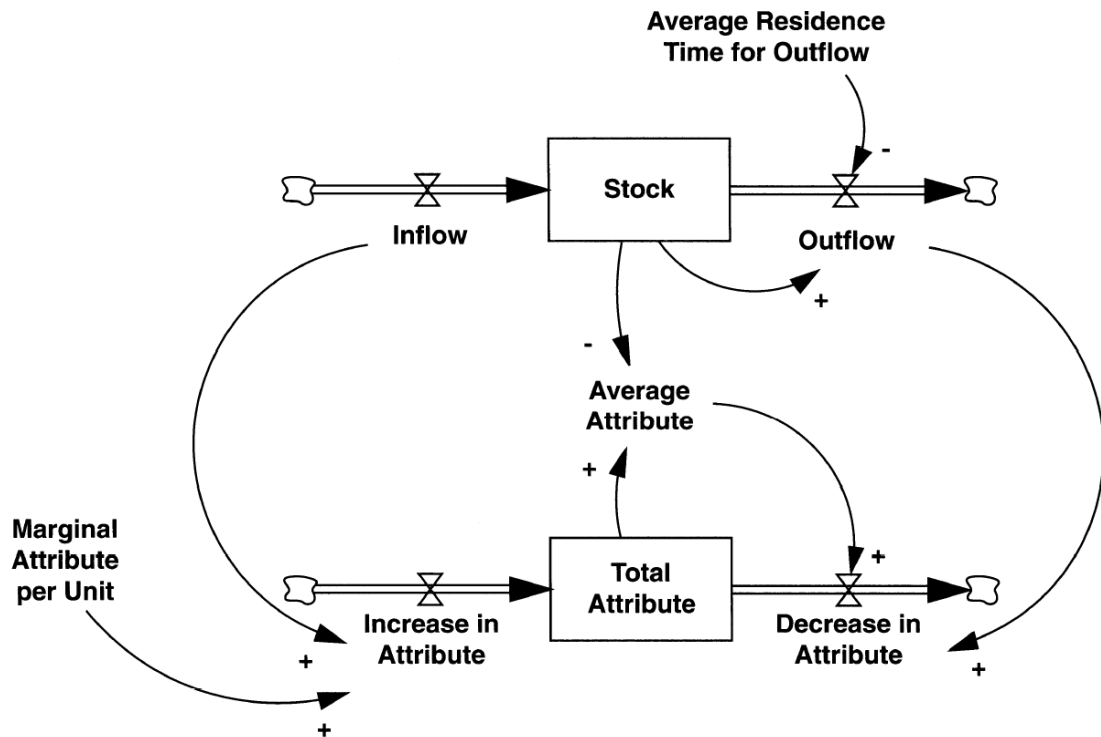 Average Residence
Time for Outflow
-
Stock
Inflow
Outflow
+
-
Average
Attribute
+
Marginal
Attribute
per Unit
Total
Attribute
+
Increase in
Attribute
Decrease in
Attribute
+
+
+